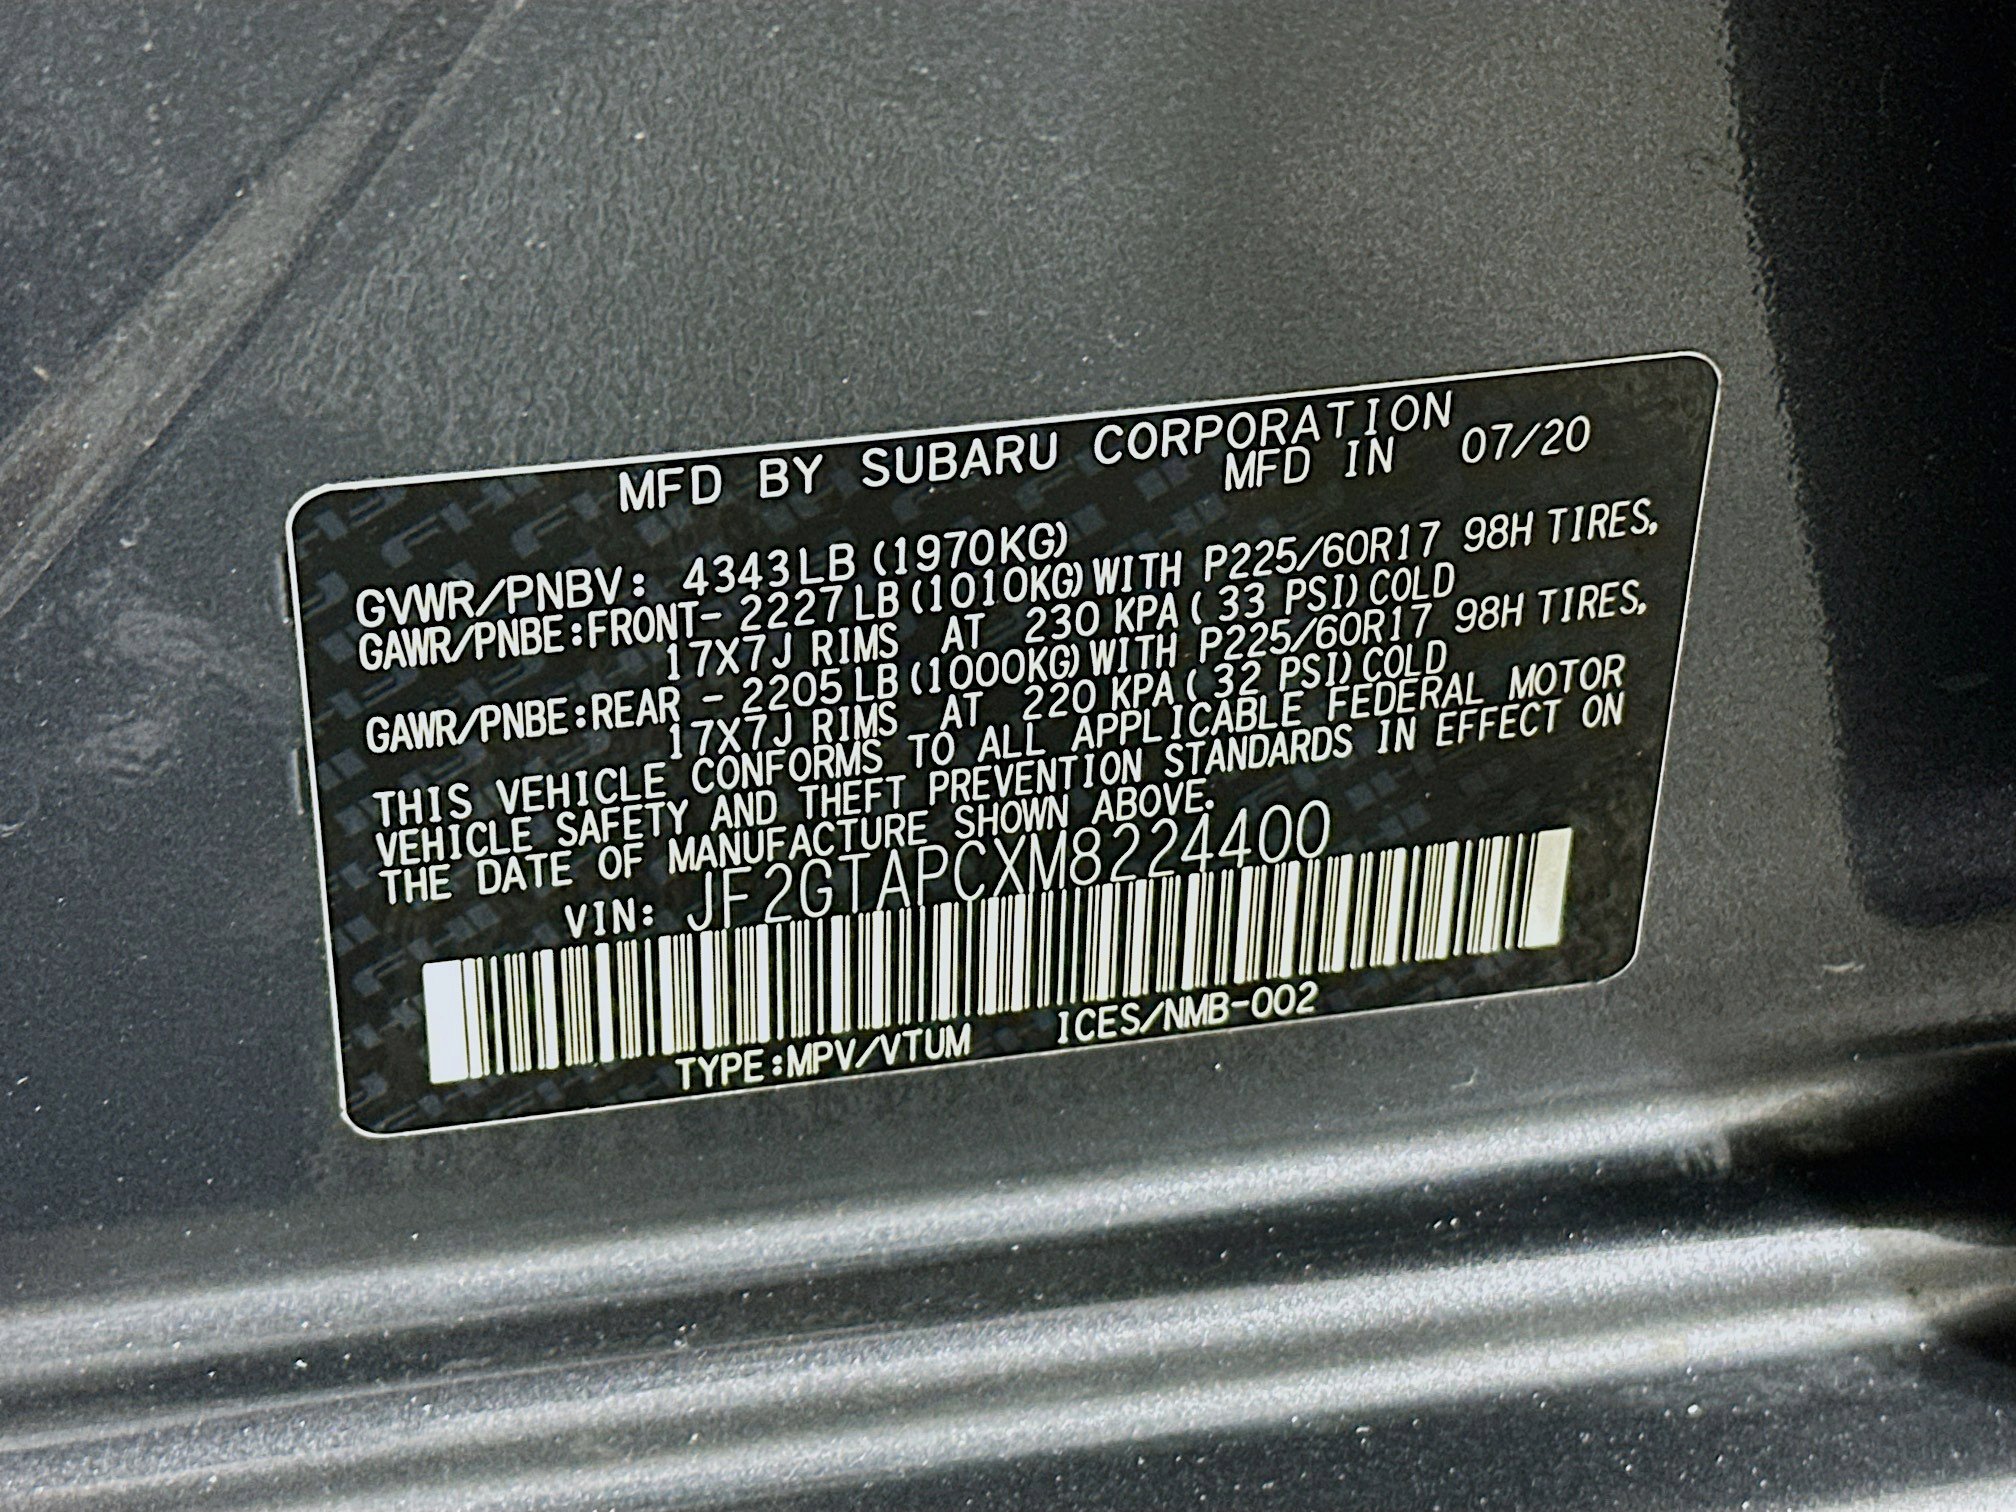 MFD BY SUBARU CORPORATION
MFD IN 07/20
GVWR/PNBV: 4343LB (1970KG)
GAWR/PNBE:FRONT- 2227LB (1010KG) WITH P225/60R17 98H TIRES,
17X7J RIMS AT 230 KPA ( 33 PSI) COLD
GAWR/PNBE:REAR - 2205LB (1000KG) WITH P225/60R17 98H TIRES,
17X7J RIMS AT 220 KPA ( 32 PSI) COLD
THIS VEHICLE CONFORMS TO ALL APPLICABLE FEDERAL MOTOR
VEHICLE SAFETY AND THEFT PREVENTION STANDARDS IN EFFECT ON
THE DATE OF MANUFACTURE SHOWN ABOVE.
VIN: JF2GTAPCXM8224400
TYPE:MPV/VTUM ICES/NMB-002